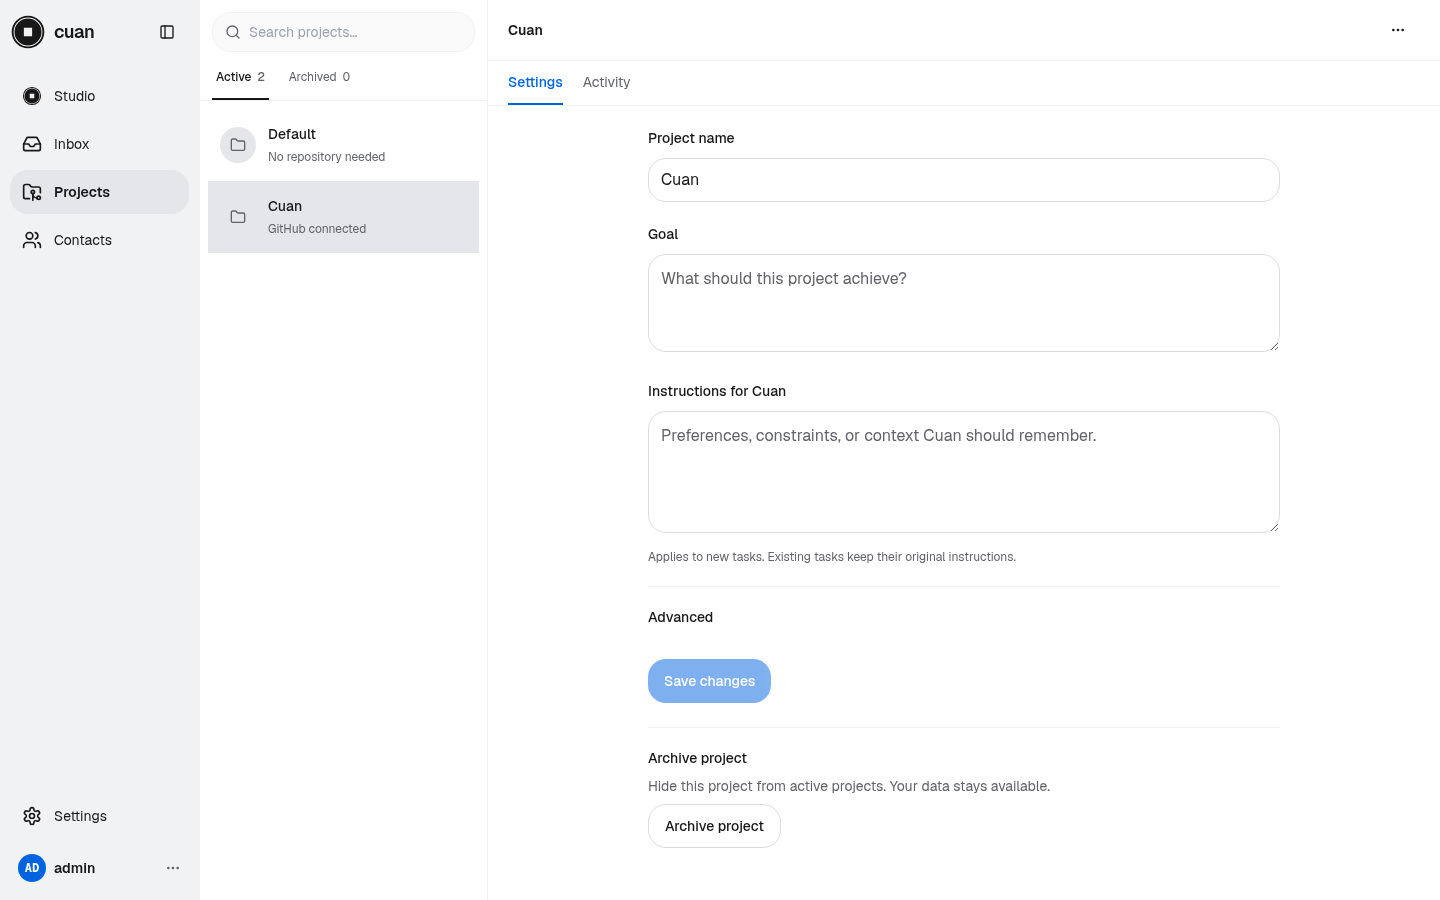 cuan
Studio
Inbox
Projects
Contacts
Settings
AD
admin
Search projects...
Active 2
Archived 0
Default
No repository needed
Cuan
GitHub connected
Cuan
Settings
Activity
Project name
Cuan
Goal
What should this project achieve?
Instructions for Cuan
Preferences, constraints, or context Cuan should remember.
Applies to new tasks. Existing tasks keep their original instructions.
Advanced
Save changes
Archive project
Hide this project from active projects. Your data stays available.
Archive project